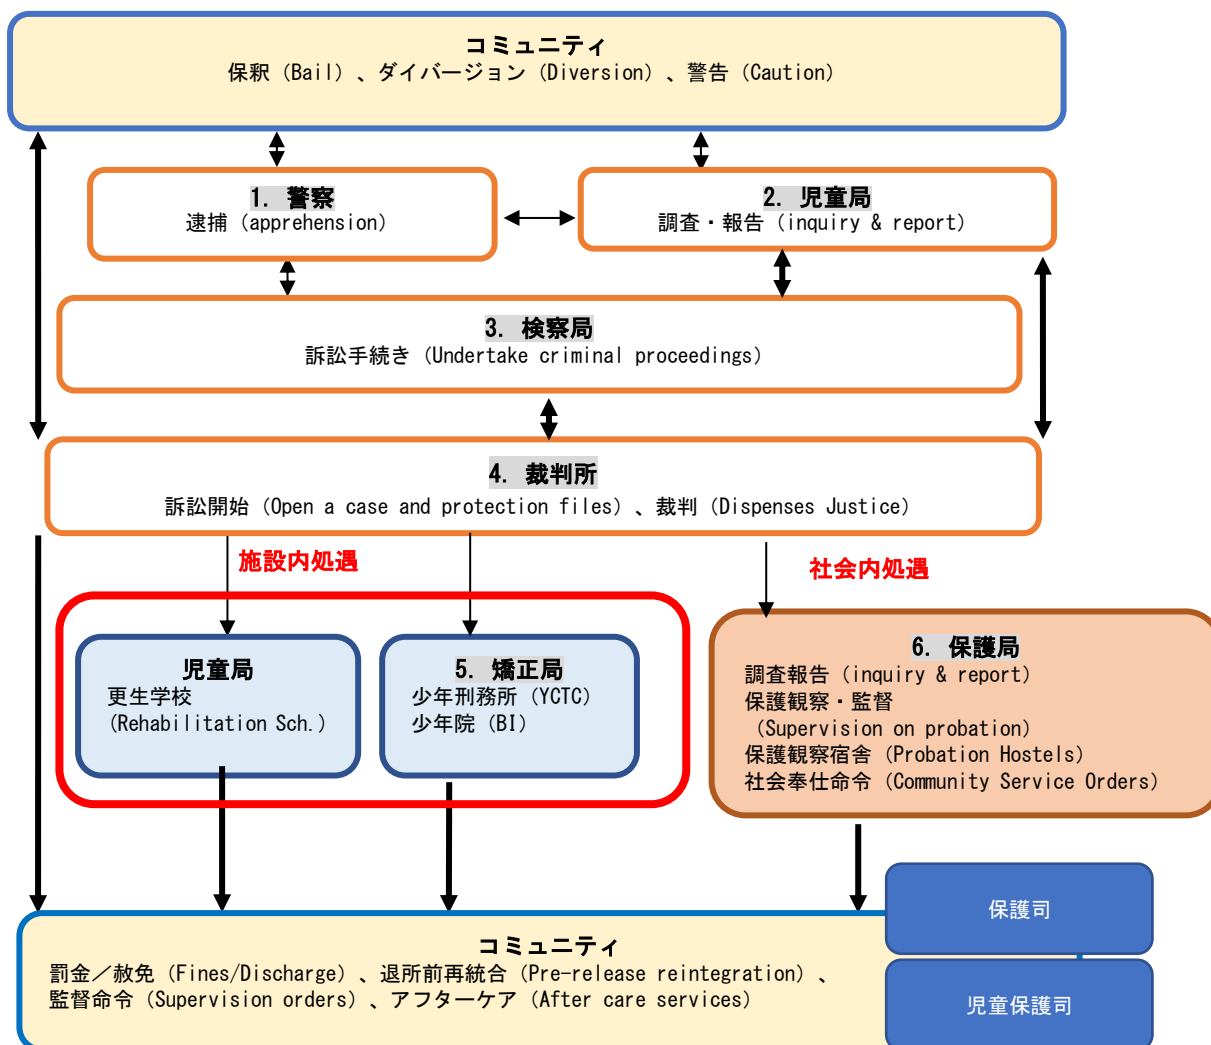 コミュニティ
保釈（Bail）、ダイバージョン（Diversion）、警告（Caution）
1. 警察
逮捕（apprehension）
2. 児童局
調査・報告（inquiry & report）
3. 検察局
訴訟手続き（Undertake criminal proceedings）
4. 裁判所
訴訟開始（Open a case and protection files）、裁判（Dispenses Justice）
施設内処遇
社会内処遇
児童局
更生学校
(Rehabilitation Sch.)
5. 矯正局
少年刑務所（YCTC）
少年院（BI）
6. 保護局
調査報告（inquiry & report）
保護観察・監督
（Supervision on probation）
保護観察宿舎（Probation Hostels）
社会奉仕命令（Community Service Orders）
コミュニティ
罰金／赦免（Fines/Discharge）、退所前再統合（Pre-release reintegration）、
監督命令（Supervision orders）、アフターケア（After care services）
保護司
児童保護司